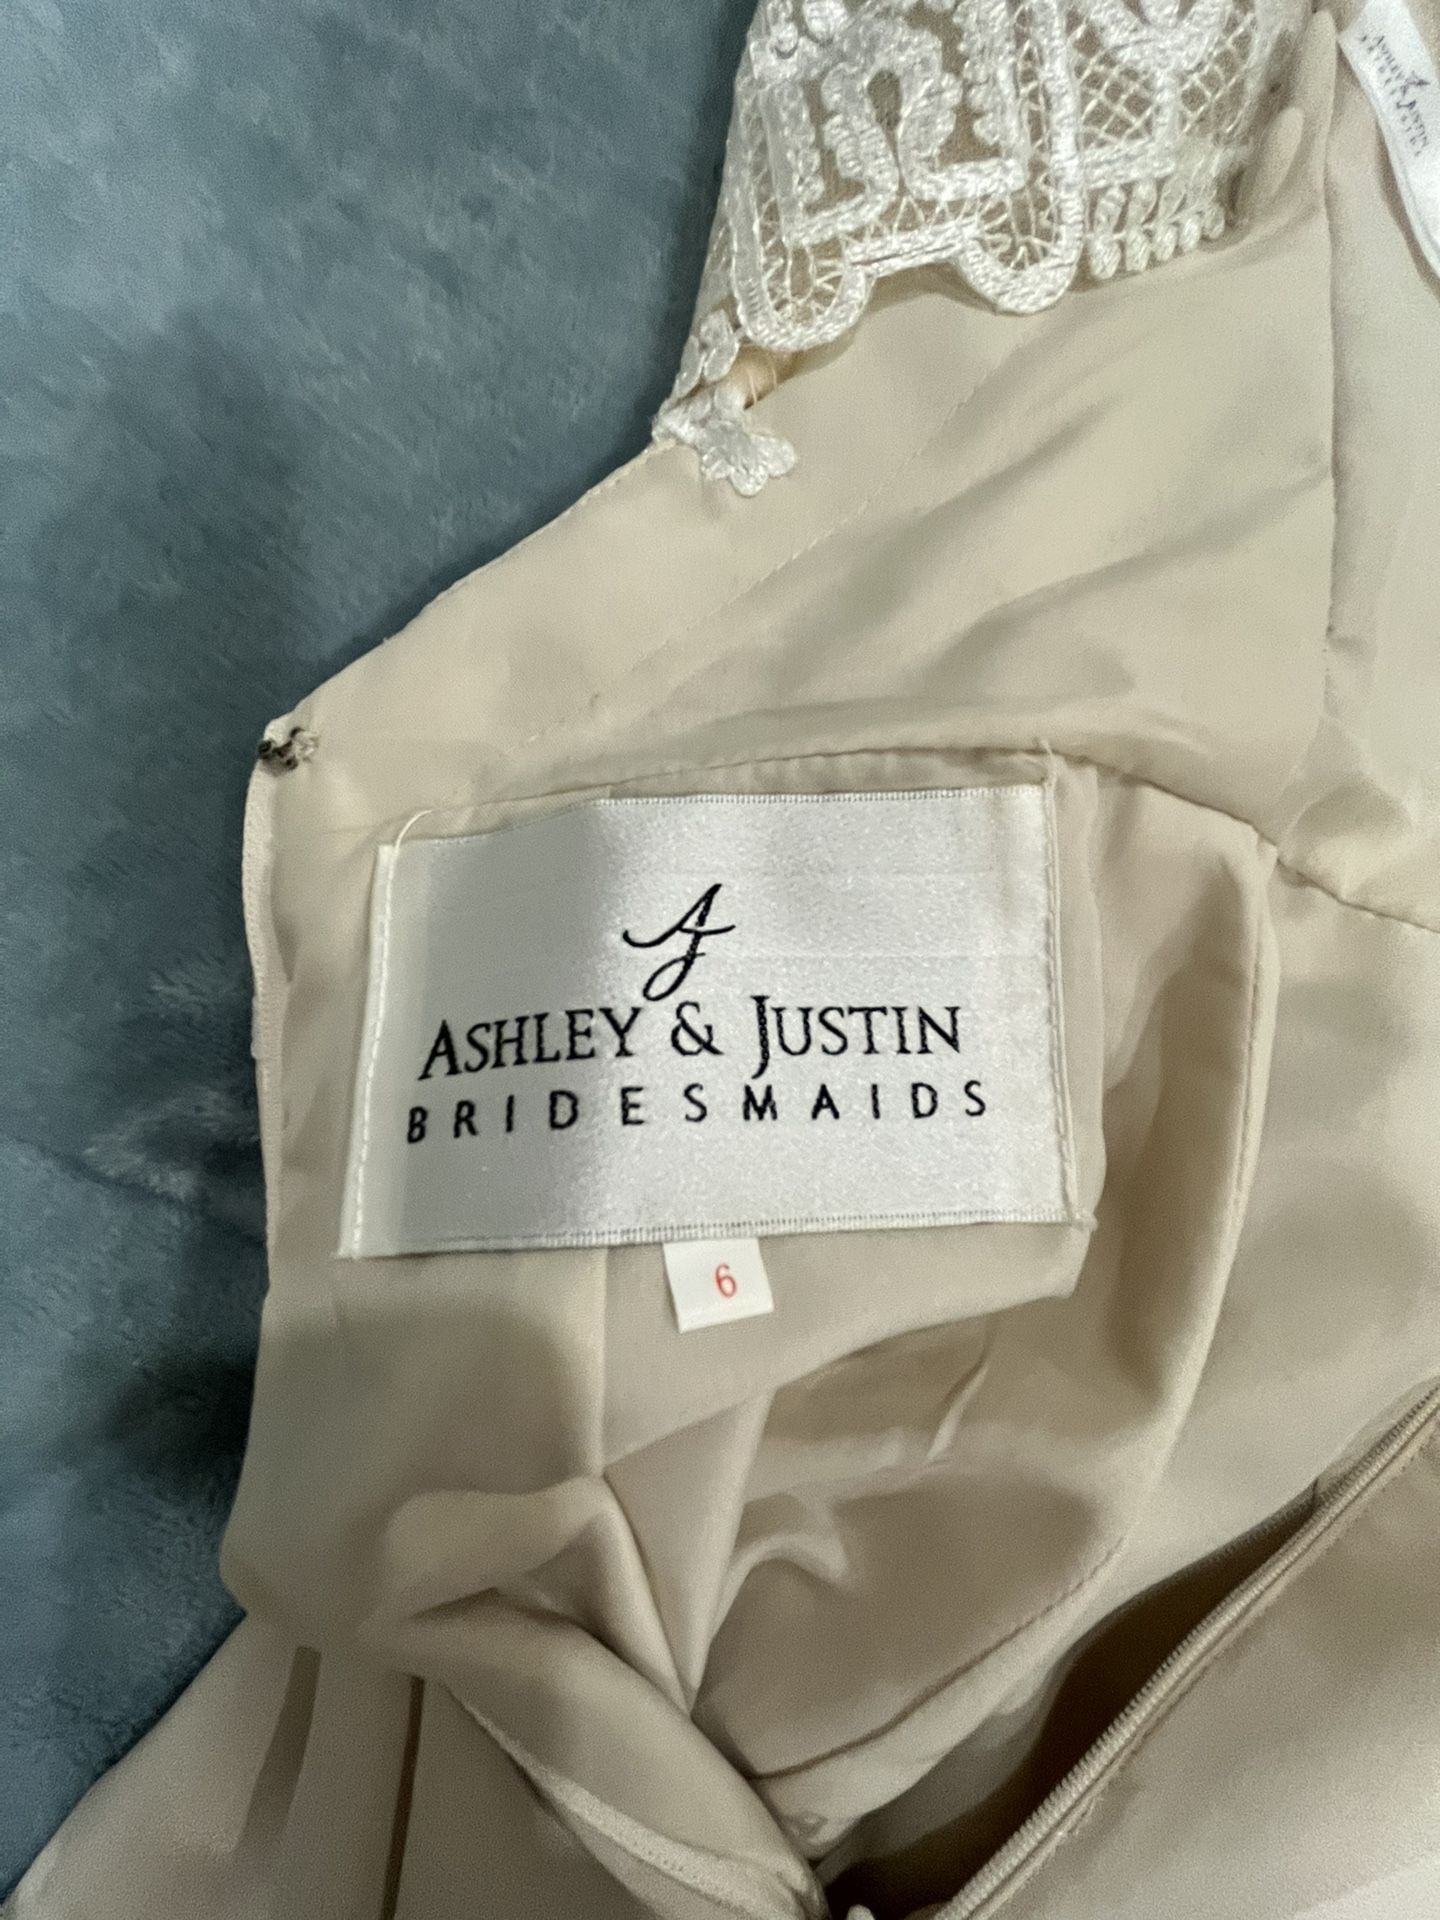 AJ
ASHLEY & JUSTIN
BRIDESMAIDS
6